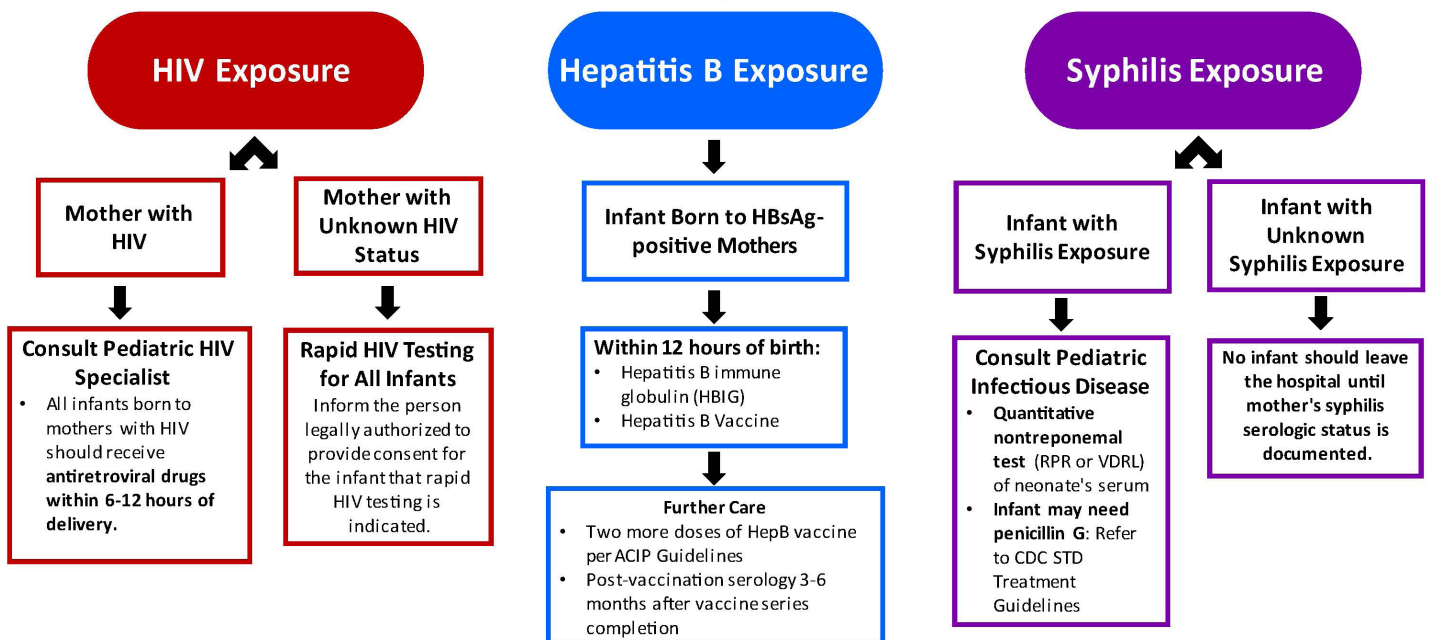 HIV Exposure
Mother with
HIV
Consult Pediatric HIV
Specialist
• All infants born to
mothers with HIV
should receive
antiretroviral drugs
within 6-12 hours of
delivery.
Mother with
Unknown HIV
Status
Rapid HIV Testing
for All Infants
Inform the person
legally authorized to
provide consent for
the infant that rapid
HIV testing is
indicated.
Hepatitis B Exposure
Infant Born to HBsAg-
positive Mothers
Within 12 hours of birth:
• Hepatitis B immune
globulin (HBIG)
• Hepatitis B Vaccine
Further Care
• Two more doses of HepB vaccine
per ACIP Guidelines
• Post-vaccination serology 3-6
months after vaccine series
completion
Syphilis Exposure
Infant with
Syphilis Exposure
Consult Pediatric
Infectious Disease
• Quantitative
nontreponemal
test (RPR or VDRL)
of neonate's serum
• Infant may need
penicillin G: Refer
to CDC STD
Treatment
Guidelines
Infant with
Unknown
Syphilis Exposure
No infant should leave
the hospital until
mother's syphilis
serologic status is
documented.